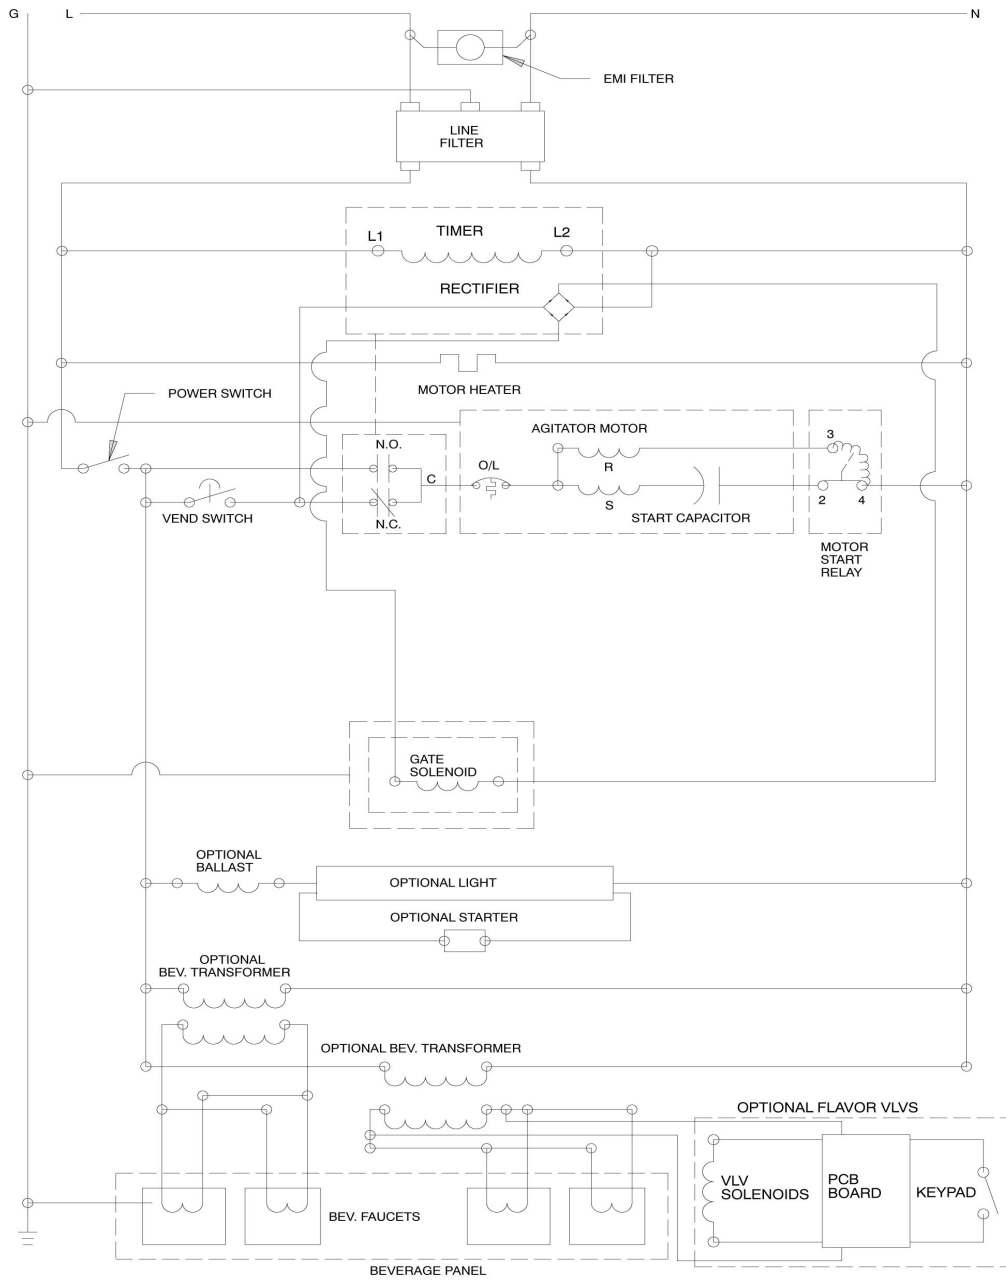 G
L
N
EMI FILTER
LINE
FILTER
TIMER
L1
L2
RECTIFIER
MOTOR HEATER
POWER SWITCH
AGITATOR MOTOR
3
N.O.
O/L
R
C
S
2
4
VEND SWITCH
N.C.
START CAPACITOR
MOTOR
START
RELAY
GATE
SOLENOID
OPTIONAL
BALLAST
OPTIONAL LIGHT
OPTIONAL STARTER
OPTIONAL
BEV. TRANSFORMER
OPTIONAL BEV. TRANSFORMER
OPTIONAL FLAVOR VLVS
VLV
SOLENOIDS
PCB
BOARD
KEYPAD
BEV. FAUCETS
BEVERAGE PANEL